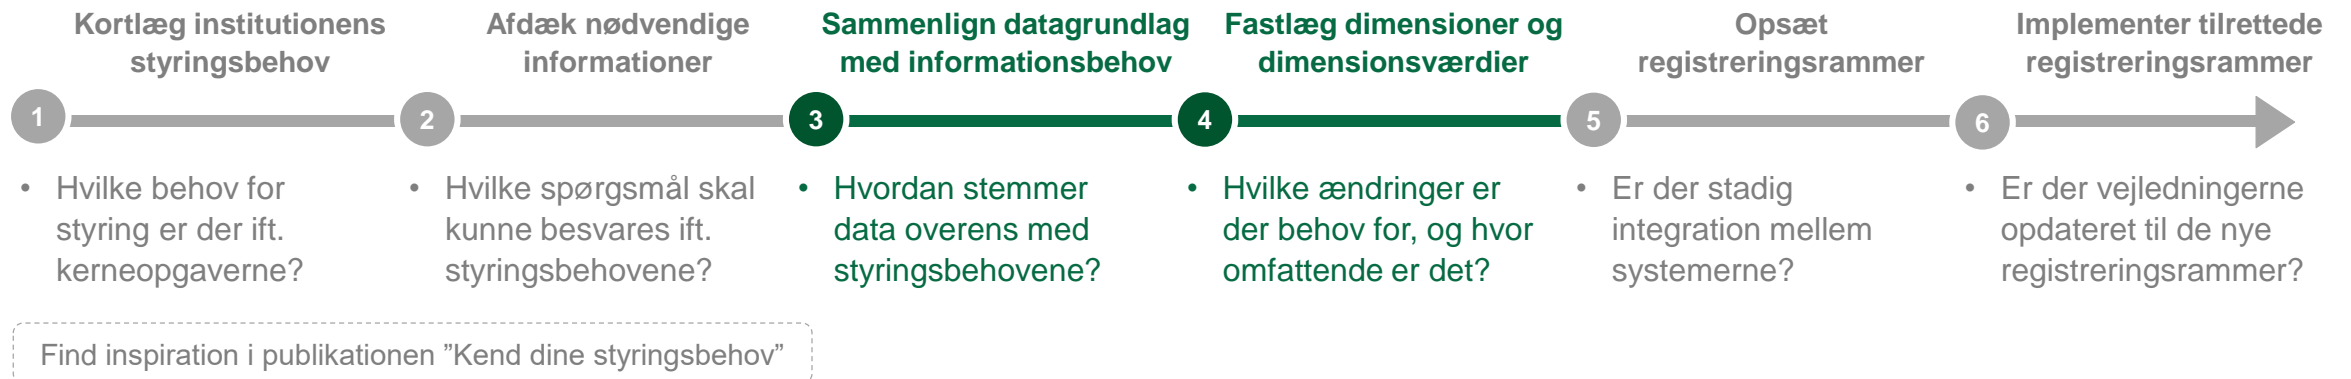 Kortlæg institutionens
styringsbehov
Afdæk nødvendige
informationer
Sammenlign datagrundlag
med informationsbehov
Fastlæg dimensioner og
dimensionsværdier
Opsæt
registreringsrammer
Implementer tilrettede
registreringsrammer
1
2
3
4
5
6
• Hvilke behov for
styring er der ift.
kerneopgaverne?
• Hvilke spørgsmål skal
kunne besvares ift.
styringsbehovene?
• Hvordan stemmer
data overens med
styringsbehovene?
• Hvilke ændringer er
der behov for, og hvor
omfattende er det?
• Er der stadig
integration mellem
systemerne?
• Er der vejledningerne
opdateret til de nye
registreringsrammer?
Find inspiration i publikationen ”Kend dine styringsbehov”